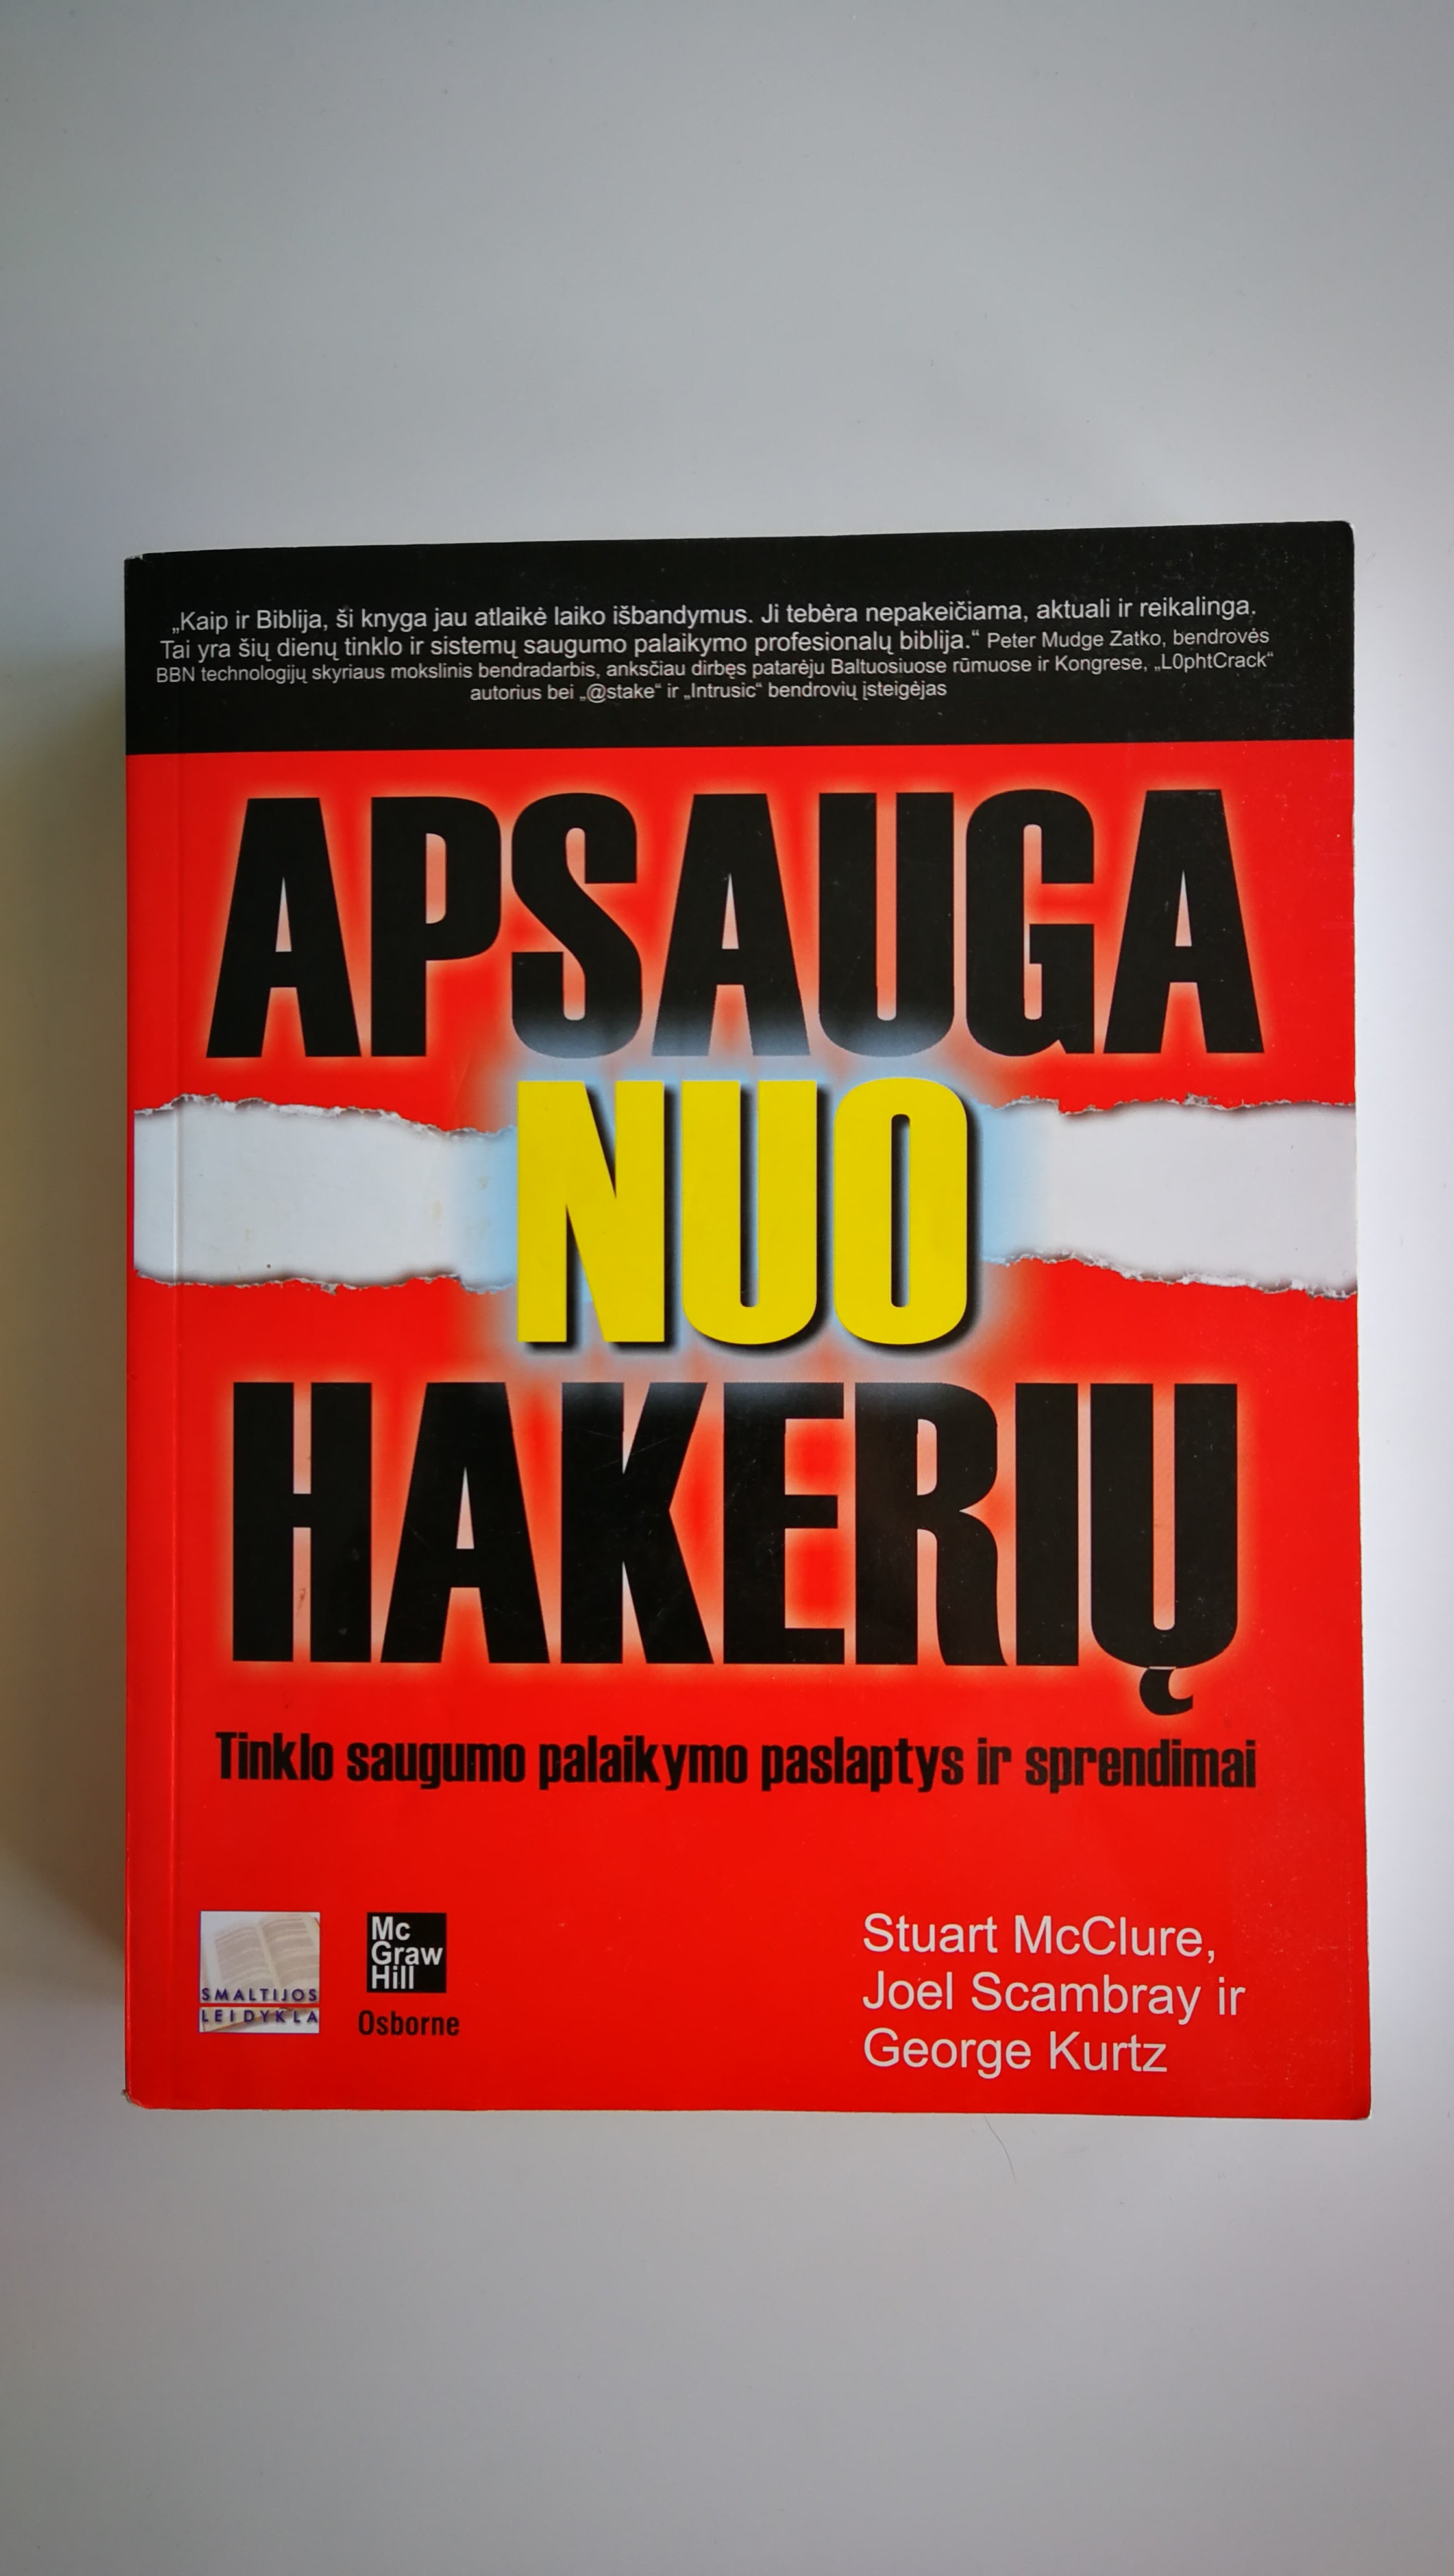 „Kaip ir Biblija, ši knyga jau atlaikė laiko išbandymus. Ji tebėra nepakeičiama, aktuali ir reikalinga.
Tai yra šių dienų tinklo ir sistemų saugumo palaikymo profesionalų biblija.“ Peter Mudge Zatko, bendrovės
BBN technologijų skyriaus mokslinis bendradarbis, anksčiau dirbęs patarėju Baltuosiuose rūmuose ir Kongrese, „L0phtCrack“
autorius bei „@stake“ ir „Intrusic“ bendrovių įsteigėjas
APSAUGA
NUO
HAKERIŲ
Tinklo saugumo palaikymo paslaptys ir sprendimai
SMALTIJOS
LEIDYKLA
Mc
Graw
Hill
Osborne
Stuart McClure,
Joel Scambray ir
George Kurtz